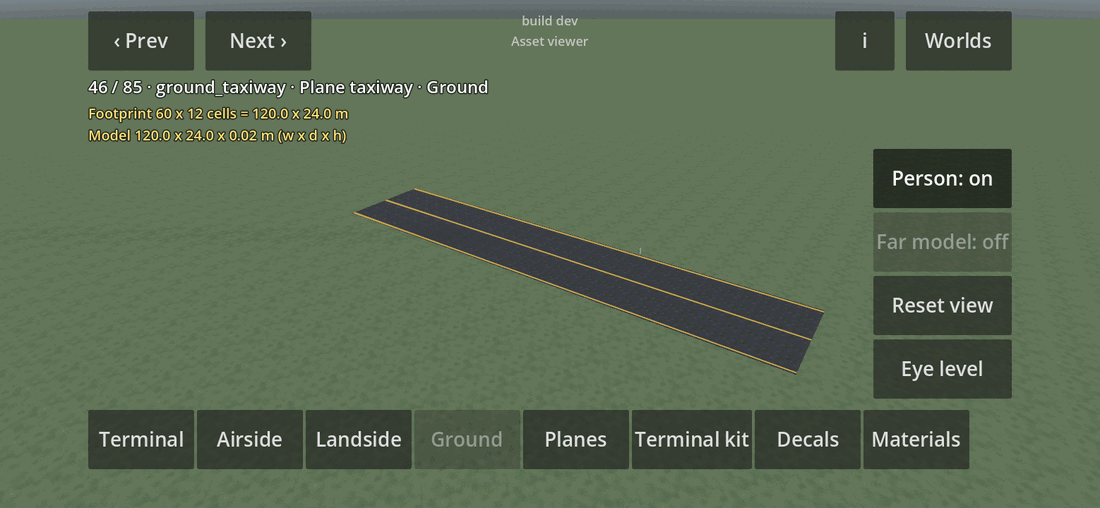 ‹ Prev
Next ›
build dev
Asset viewer
i
Worlds
46 / 85 · ground_taxiway · Plane taxiway · Ground
Footprint 60 x 12 cells = 120.0 x 24.0 m
Model 120.0 x 24.0 x 0.02 m (w x d x h)
Person: on
Far model: off
Reset view
Eye level
Terminal
Airside
Landside
Ground
Planes
Terminal kit
Decals
Materials